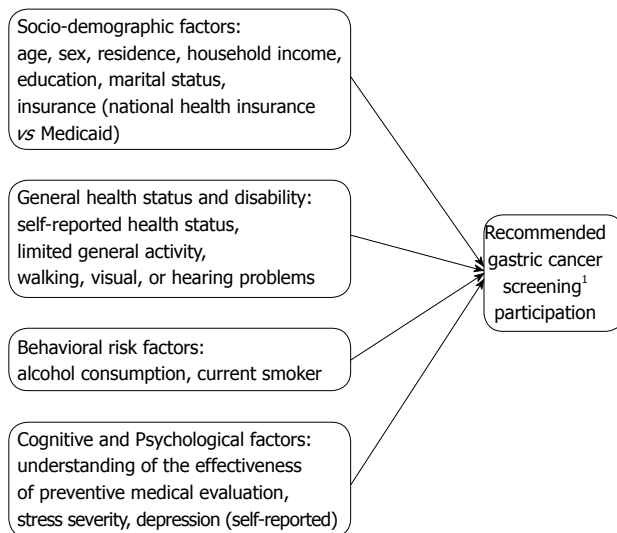 Socio-demographic factors:
age, sex, residence, household income,
education, marital status,
insurance (national health insurance
vs Medicaid)
General health status and disability:
self-reported health status,
limited general activity,
walking, visual, or hearing problems
Behavioral risk factors:
alcohol consumption, current smoker
Cognitive and Psychological factors:
understanding of the effectiveness
of preventive medical evaluation,
stress severity, depression (self-reported)
Recommended
gastric cancer
screening¹
participation